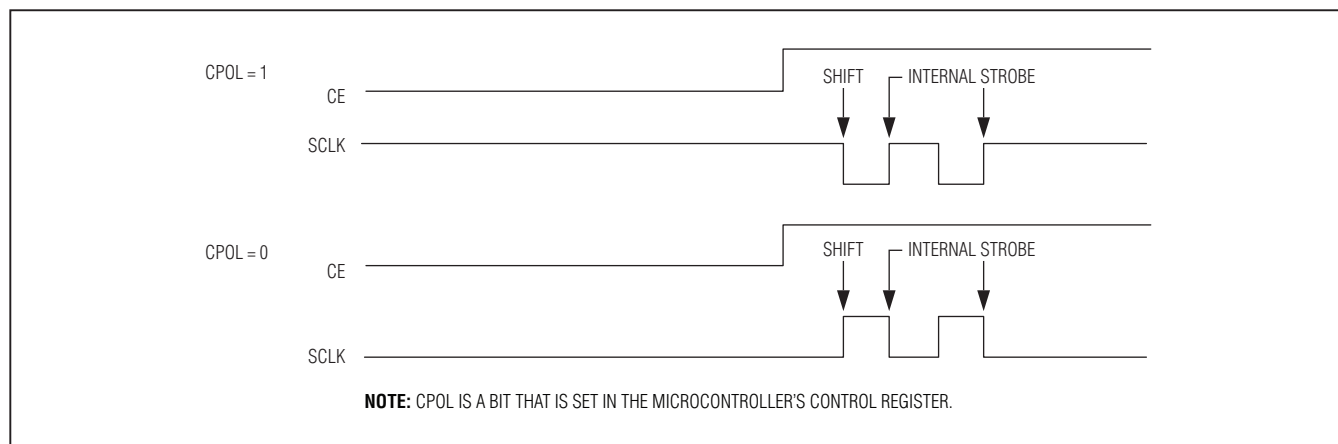 CPOL = 1
CE
SHIFT
INTERNAL STROBE
SCLK
CPOL = 0
CE
SHIFT
INTERNAL STROBE
SCLK
NOTE: CPOL IS A BIT THAT IS SET IN THE MICROCONTROLLER'S CONTROL REGISTER.